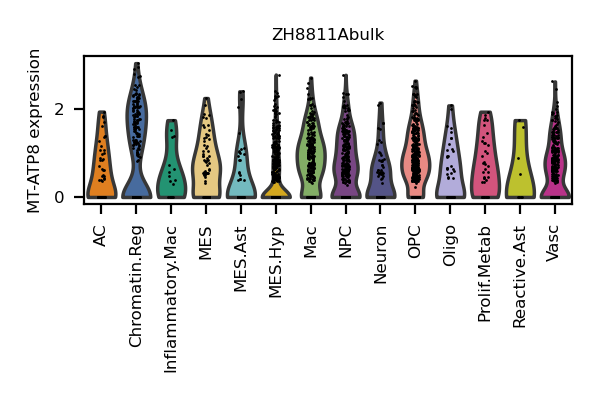 ZH8811Abulk
MT-ATP8 expression
2
0
AC
Chromatin.Reg
Inflammatory.Mac
MES
MES.Ast
MES.Hyp
Mac
NPC
Neuron
OPC
Oligo
Prolif.Metab
Reactive.Ast
Vasc